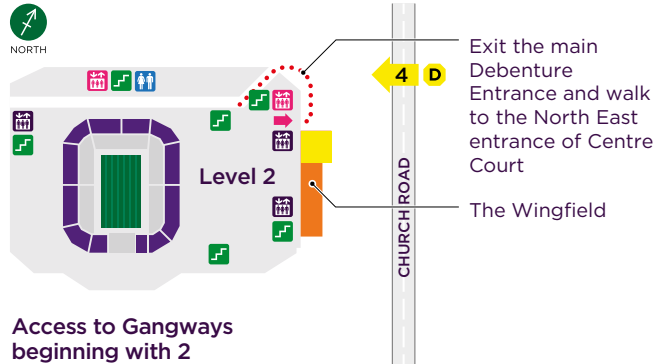 NORTH
4 D
Exit the main
Debenture
Entrance and walk
to the North East
entrance of Centre
Court
Level 2
CHURCH ROAD
The Wingfield
Access to Gangways
beginning with 2